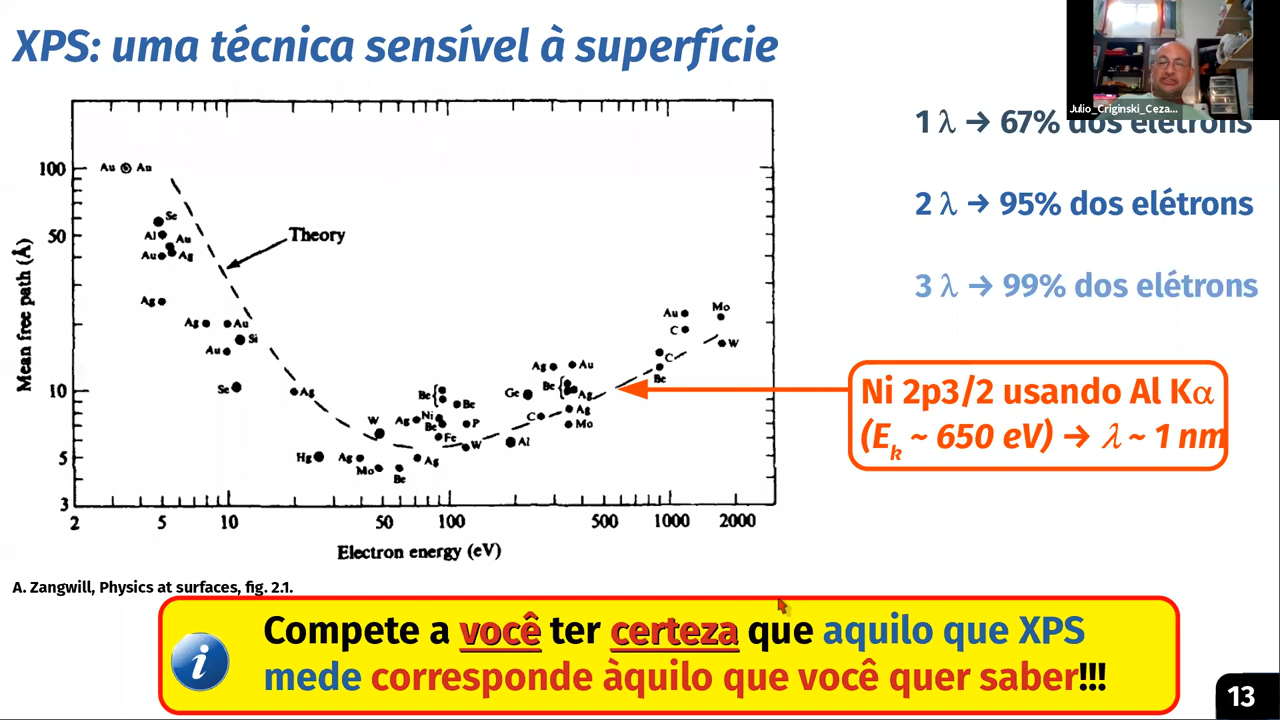 XPS: uma técnica sensível à superfície
Julio_Criginski_Ceza...
1 λ → 67% dos elétrons
2 λ → 95% dos elétrons
3 λ → 99% dos elétrons
Mean free path (Å)
100
50
10
5
3
Au An
Se
Al Au
Au Ag
Theory
Ag
Ag Au
Si
Au
Se
Ag
W
Hg
Ag
Mo
Be
Ag
Be
Be
Ag Ni
Be
P
Fe
W
Al
Ge
C
Ag Au
Be
Ag
Ag
Mo
Au
C
C
Be
Mo
W
2 5 10 50 100 500 1000 2000
Electron energy (eV)
Ni 2p3/2 usando Al Kα
(Ek ~ 650 eV) → λ ~ 1 nm
A. Zangwill, Physics at surfaces, fig. 2.1.
i
Compete a você ter certeza que aquilo que XPS
mede corresponde àquilo que você quer saber!!!
13